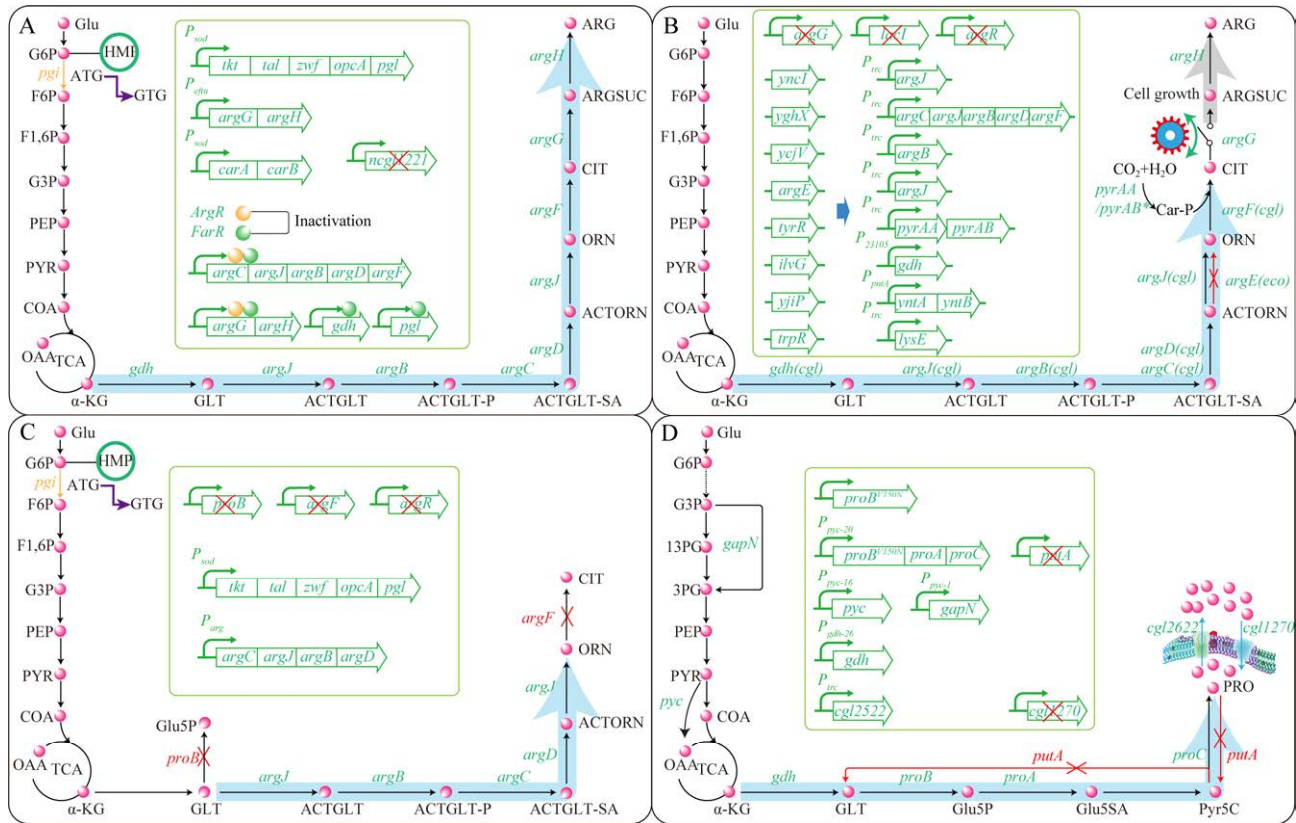 A
Glu
G6P
HMP
pgi
ATG
GTG
F6P
F1,6P
G3P
PEP
PYR
COA
OAA
TCA
α-KG
gdh
GLT
argJ
ACTGLT
argB
ACTGLT-P
argC
ACTGLT-SA
argD
ACTORN
argJ
ORN
argF
CIT
argG
ARGSUC
argH
ARG
Psod
tkt tal zwf opcA pgl
Peftu
argG argH
Psod
carA carB
ncgl1221
ArgR
FarR
Inactivation
argC argJ argB argD argF
argG argH gdh pgl
B
Glu
G6P
F6P
F1,6P
G3P
PEP
PYR
COA
OAA
TCA
α-KG
gdh(cgl)
GLT
argJ(cgl)
ACTGLT
argB(cgl)
ACTGLT-P
argC(cgl)
ACTGLT-SA
argD(cgl)
ACTORN
argJ(cgl)
argE(eco)
ORN
argF(cgl)
Car-P
pyrAA
/pyrAB*
CO2+H2O
CIT
argG
Cell growth
ARGSUC
argH
ARG
argG lacI argR
yncI
yghX
ycjV
argE
tyrR
ilvG
yjiP
trpR
Ptrc
argJ
Ptrc
argC argJ argB argD argF
Ptrc
argB
Ptrc
argJ
Ptrc
pyrAA pyrAB
P23105
gdh
PpntA
yntA yntB
Ptrc
lysE
C
Glu
G6P
HMP
pgi
ATG
GTG
F6P
F1,6P
G3P
PEP
PYR
COA
OAA
TCA
α-KG
Glu5P
proB
GLT
argJ
ACTGLT
argB
ACTGLT-P
argC
ACTGLT-SA
argD
ACTORN
argJ
ORN
argF
CIT
proB argF argR
Psod
tkt tal zwf opcA pgl
Parg
argC argJ argB argD
D
Glu
G6P
G3P
gapN
13PG
3PG
PEP
PYR
pyc
COA
OAA
TCA
α-KG
gdh
GLT
proB
Glu5P
proA
Glu5SA
Pyr5C
putA
proC
putA
PRO
cgl2622
cgl1270
proBV150N
Ppyc-20
proBV150N proA proC
putA
Ppyc-16
pyc
Ppyc-1
gapN
Pgdh-26
gdh
Ptrc
cgl2522
cgl1270